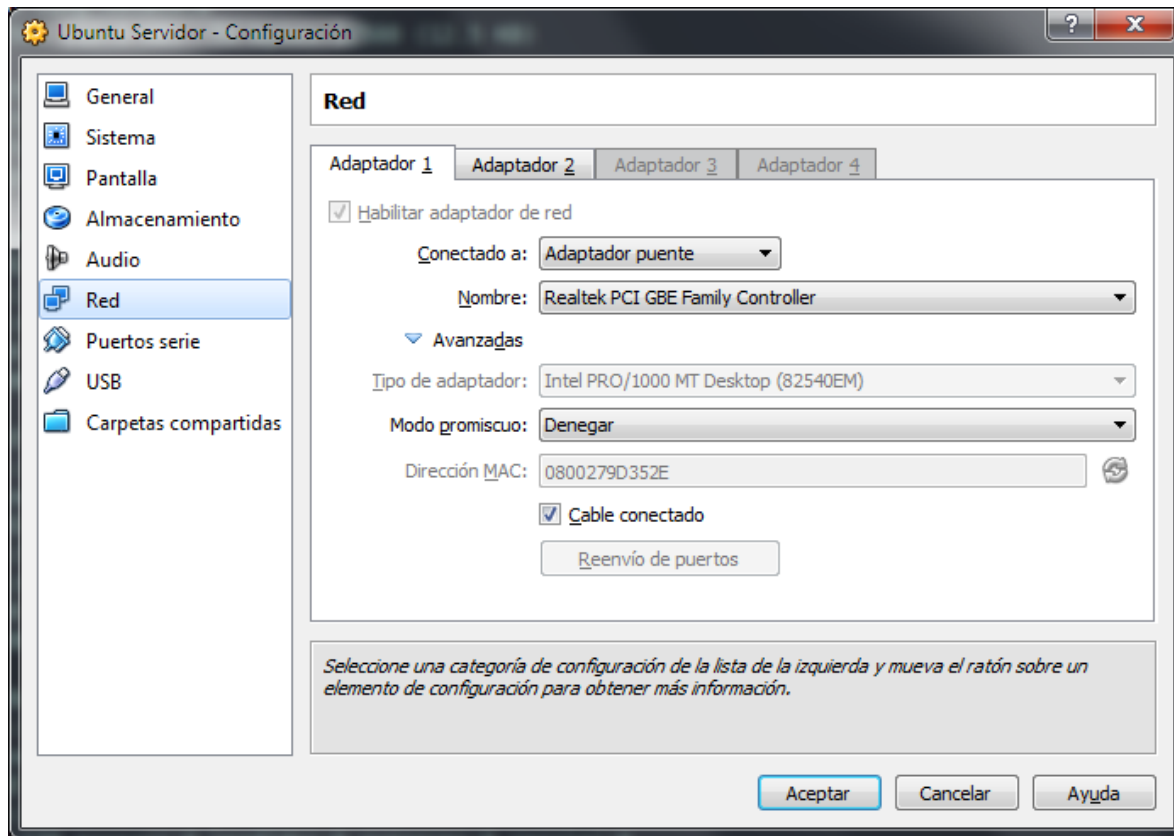 Ubuntu Servidor - Configuración
General
Sistema
Pantalla
Almacenamiento
Audio
Red
Puertos serie
USB
Carpetas compartidas
Red
Adaptador 1 Adaptador 2 Adaptador 3 Adaptador 4
Habilitar adaptador de red
Conectado a: Adaptador puente
Nombre: Realtek PCI GBE Family Controller
Avanzadas
Tipo de adaptador: Intel PRO/1000 MT Desktop (82540EM)
Modo promiscuo: Denegar
Dirección MAC: 0800279D352E
Cable conectado
Reenvío de puertos
Seleccione una categoría de configuración de la lista de la izquierda y mueva el ratón sobre un
elemento de configuración para obtener más información.
Aceptar Cancelar Ayuda